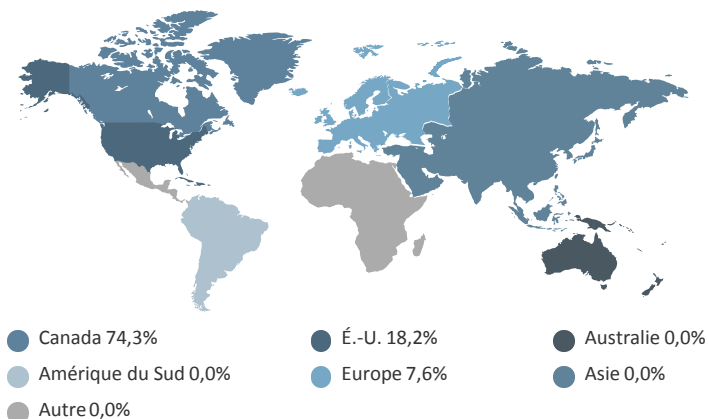 Canada 74,3%
É.-U. 18,2%
Australie 0,0%
Amérique du Sud 0,0%
Europe 7,6%
Asie 0,0%
Autre 0,0%